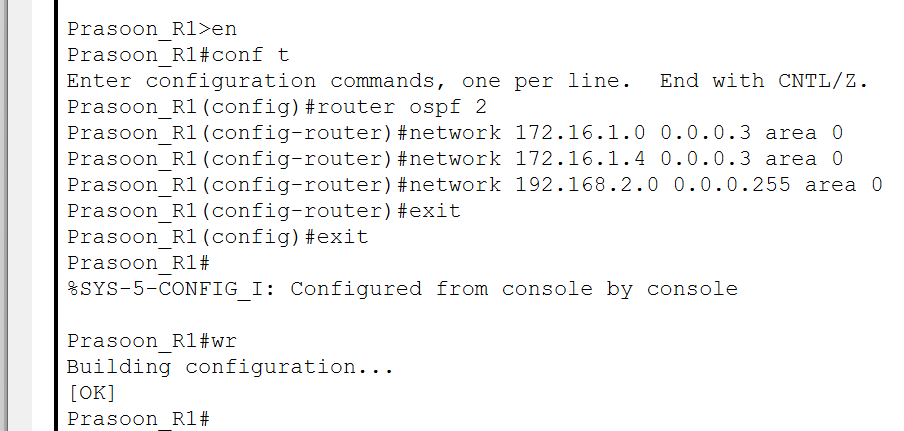 Prasoon_R1>en
Prasoon_R1#conf t
Enter configuration commands, one per line.  End with CNTL/Z.
Prasoon_R1(config)#router ospf 2
Prasoon_R1(config-router)#network 172.16.1.0 0.0.0.3 area 0
Prasoon_R1(config-router)#network 172.16.1.4 0.0.0.3 area 0
Prasoon_R1(config-router)#network 192.168.2.0 0.0.0.255 area 0
Prasoon_R1(config-router)#exit
Prasoon_R1(config)#exit
Prasoon_R1#
%SYS-5-CONFIG_I: Configured from console by console
Prasoon_R1#wr
Building configuration...
[OK]
Prasoon_R1#